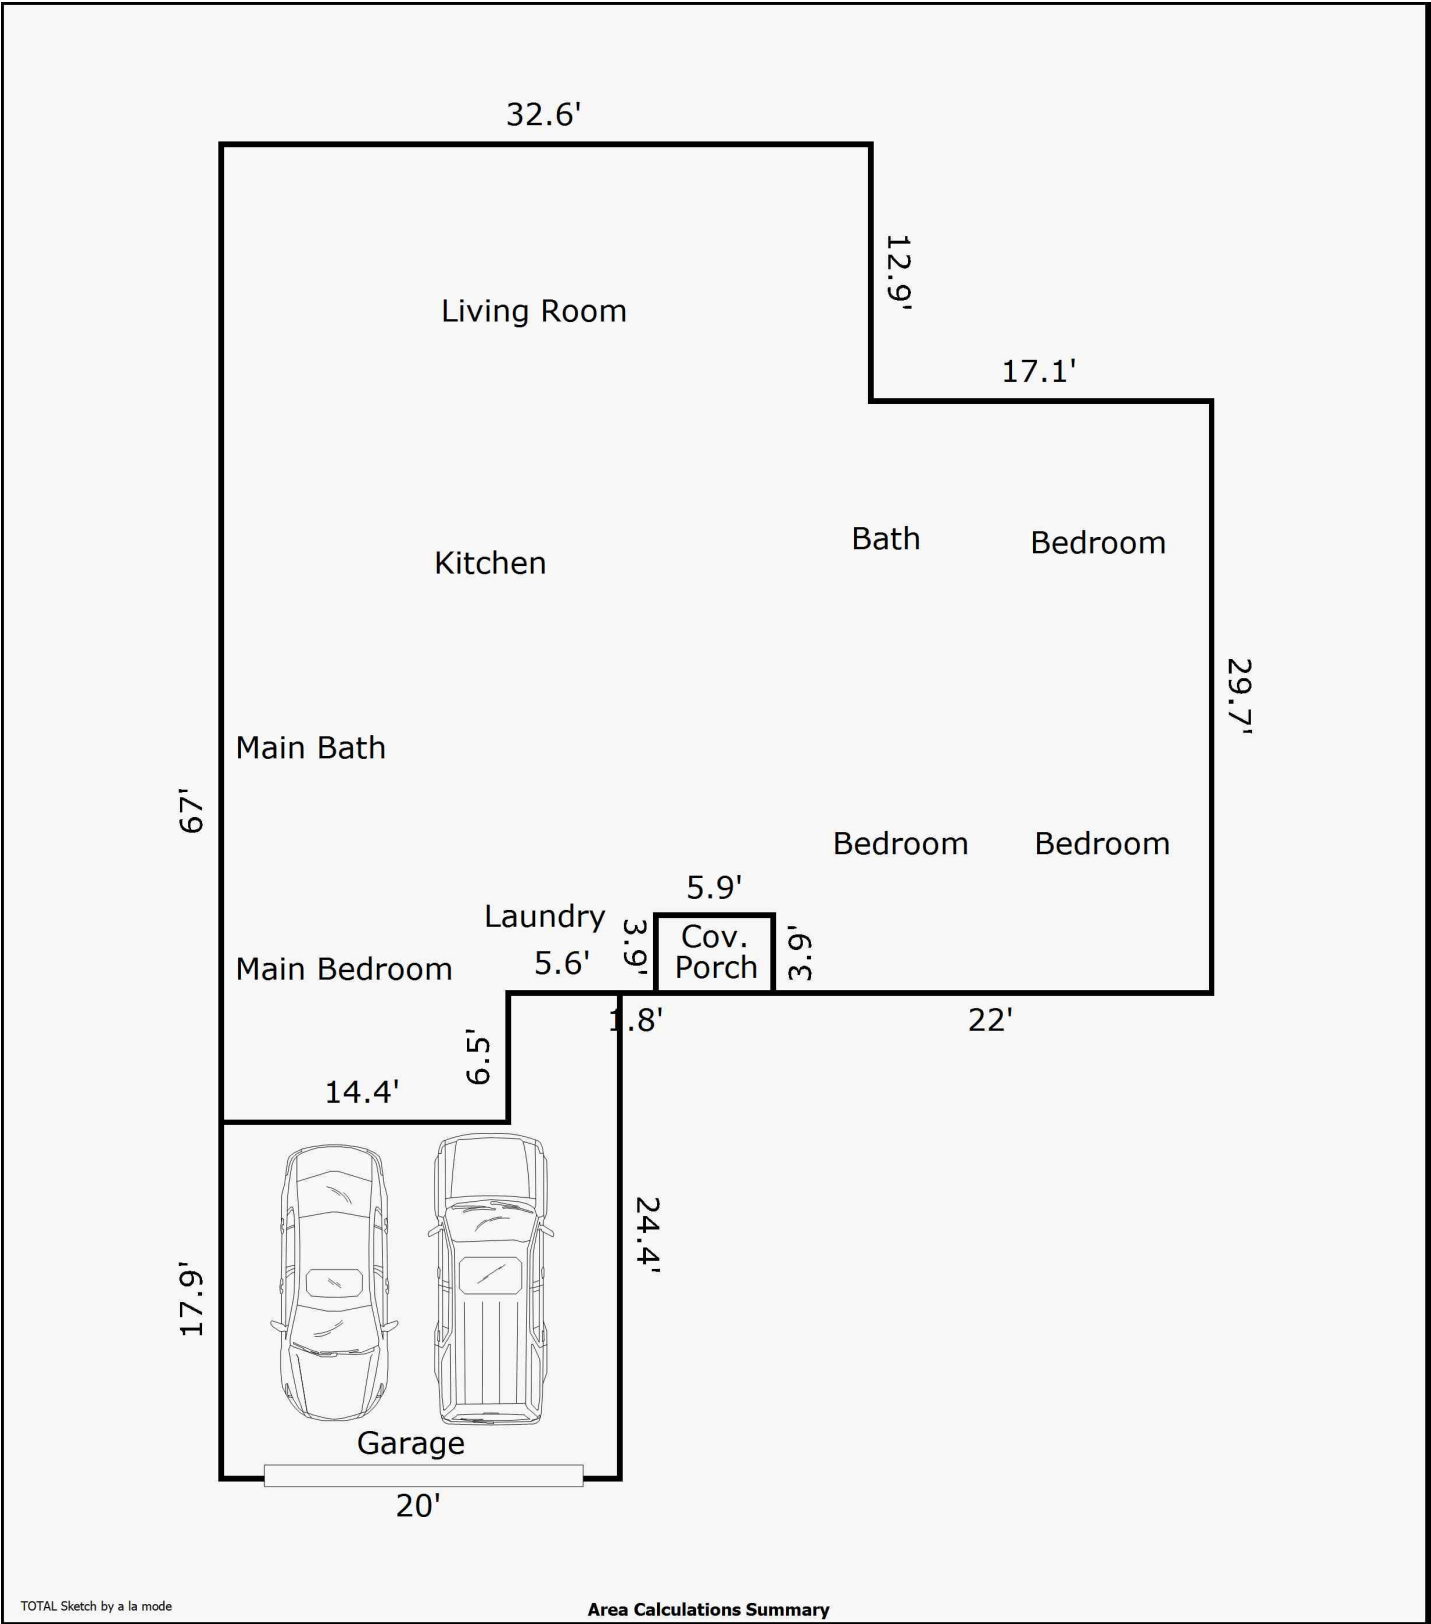 32.6'
12.9'
Living Room
17.1'
Bath
Bedroom
Kitchen
29.7'
Main Bath
67'
Bedroom
Bedroom
5.9'
Laundry
3.9'
Cov.
Porch
3.9'
5.6'
Main Bedroom
1.8'
22'
6.5'
14.4'
24.4'
17.9'
Garage
20'
TOTAL Sketch by a la mode
Area Calculations Summary